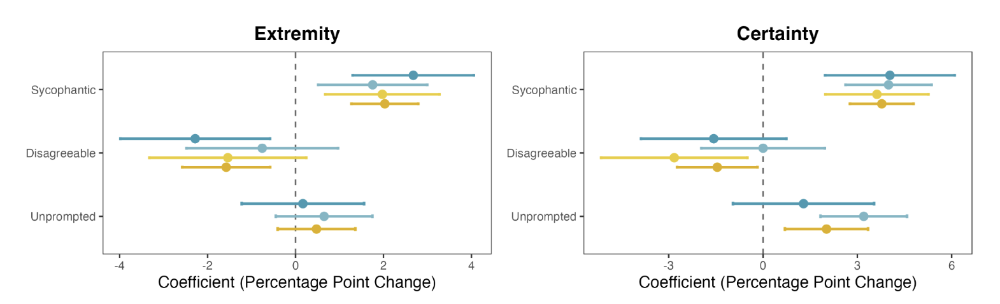 Extremity
Sycophantic
Disagreeable
Unprompted
-4 -2 0 2 4
Coefficient (Percentage Point Change)
Certainty
Sycophantic
Disagreeable
Unprompted
-3 0 3 6
Coefficient (Percentage Point Change)